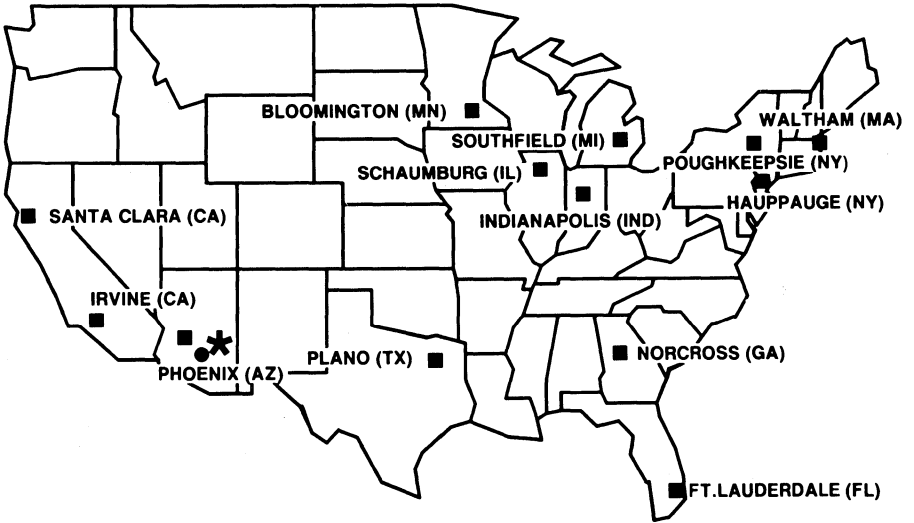 BLOOMINGTON (MN)
WALTHAM (MA)
SOUTHFIELD (MI)
POUGHKEEPSIE (NY)
SCHAUMBURG (IL)
HAUPPAUGE (NY)
SANTA CLARA (CA)
INDIANAPOLIS (IND)
IRVINE (CA)
PLANO (TX)
NORCROSS (GA)
PHOENIX (AZ)
FT. LAUDERDALE (FL)